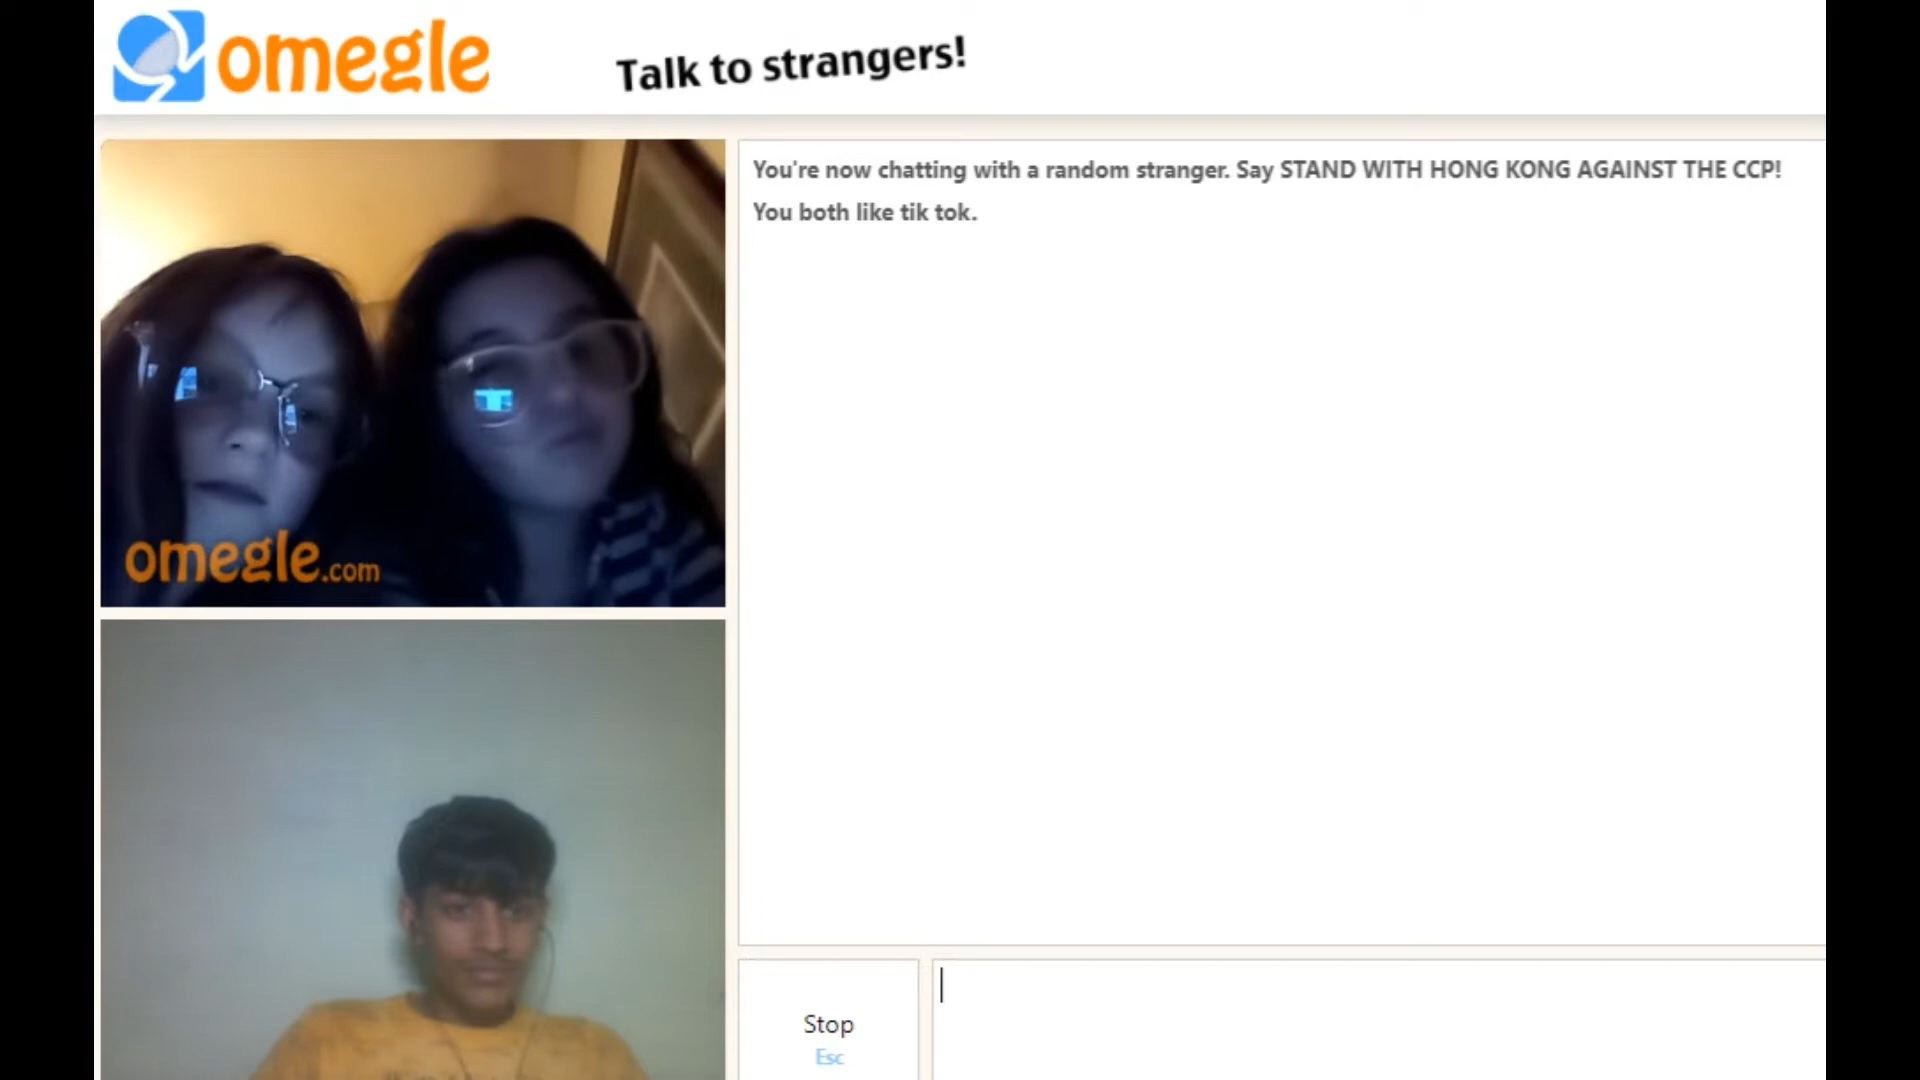 omegle
Talk to strangers!
You're now chatting with a random stranger. Say STAND WITH HONG KONG AGAINST THE CCP!
You both like tik tok.
omegle.com
Stop
Esc